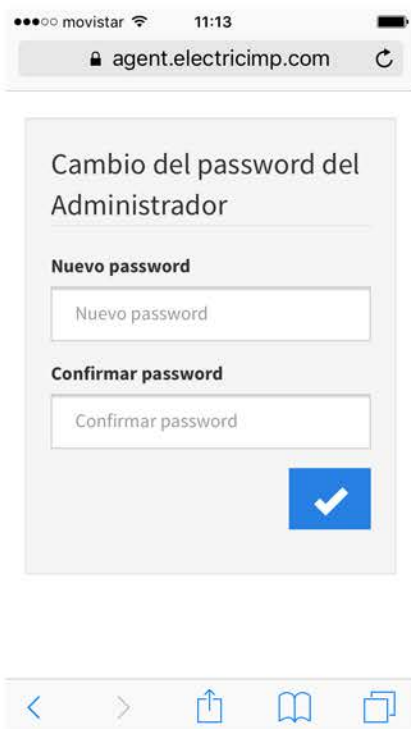 movistar 11:13
agent.electricimp.com
Cambio del password del
Administrador
Nuevo password
Nuevo password
Confirmar password
Confirmar password